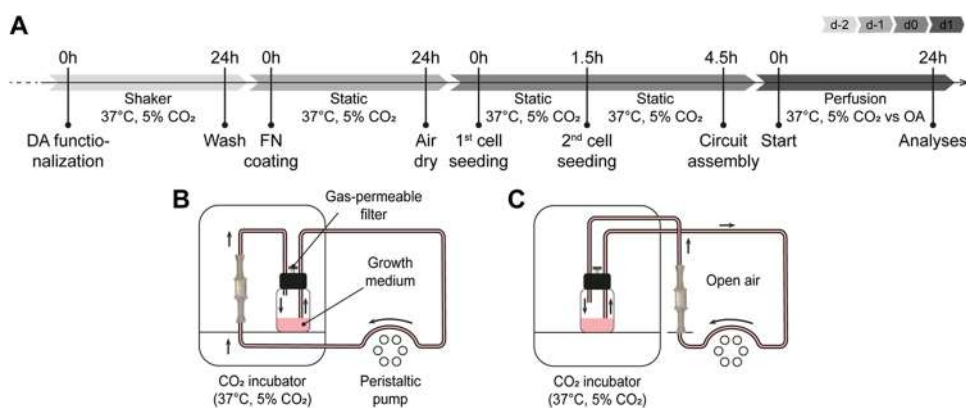 A
d-2 d-1 d0 d1
0h 24h 0h 24h 0h 1.5h 4.5h 0h 24h
Shaker Static Static Static Perfusion
37°C, 5% CO₂ 37°C, 5% CO₂ 37°C, 5% CO₂ 37°C, 5% CO₂ 37°C, 5% CO₂ vs OA
DA functio- Wash FN Air 1st cell 2nd cell Circuit Start Analyses
nalization coating dry seeding seeding assembly
B
Gas-permeable
filter
Growth
medium
CO₂ incubator
(37°C, 5% CO₂)
Peristaltic
pump
C
Open air
CO₂ incubator
(37°C, 5% CO₂)